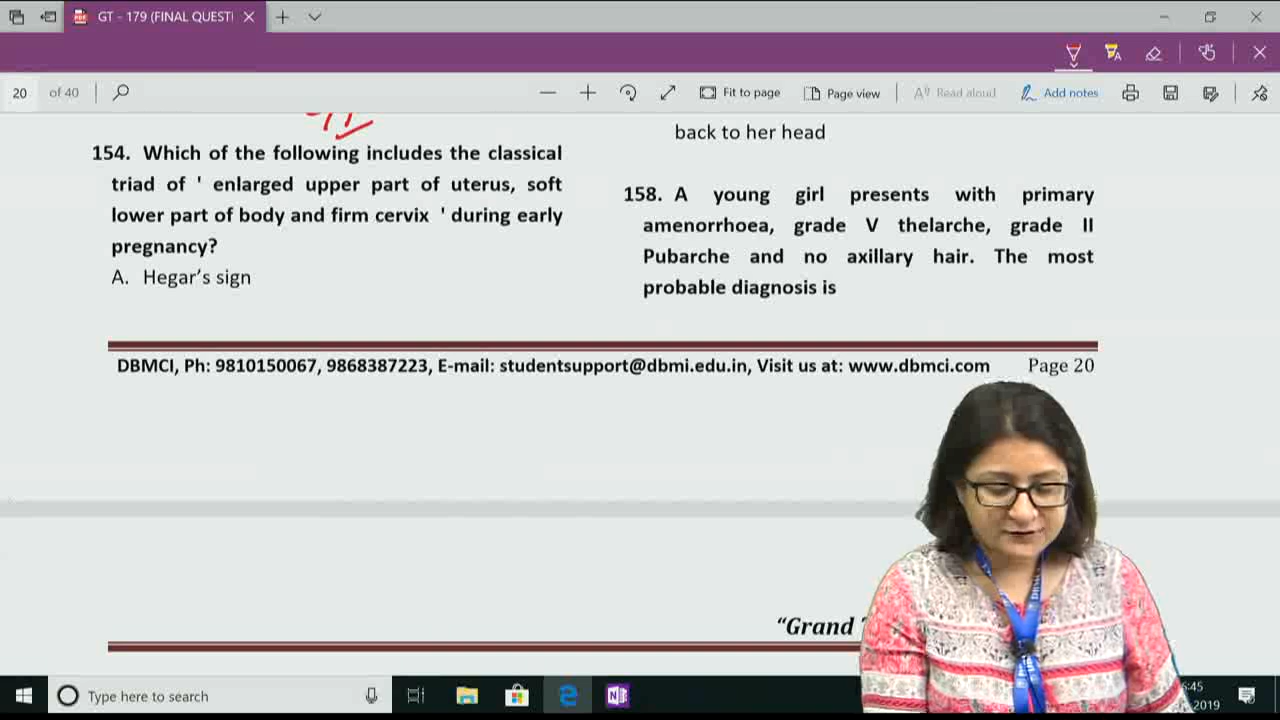 GT - 179 (FINAL QUEST
20 of 40
Fit to page
Page view
Read aloud
Add notes
154. Which of the following includes the classical
triad of ' enlarged upper part of uterus, soft
lower part of body and firm cervix ' during early
pregnancy?
A. Hegar's sign
back to her head
158. A young girl presents with primary
amenorrhoea, grade V thelarche, grade II
Pubarche and no axillary hair. The most
probable diagnosis is
DBMCI, Ph: 9810150067, 9868387223, E-mail: studentsupport@dbmi.edu.in, Visit us at: www.dbmci.com Page 20
"Grand
Type here to search
:45
2019